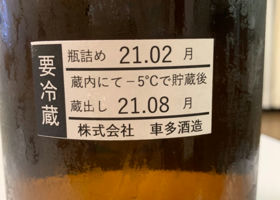 要冷蔵
瓶詰め 21.02 月
蔵内にて－5℃で貯蔵後
蔵出し 21.08 月
株式会社 車多酒造